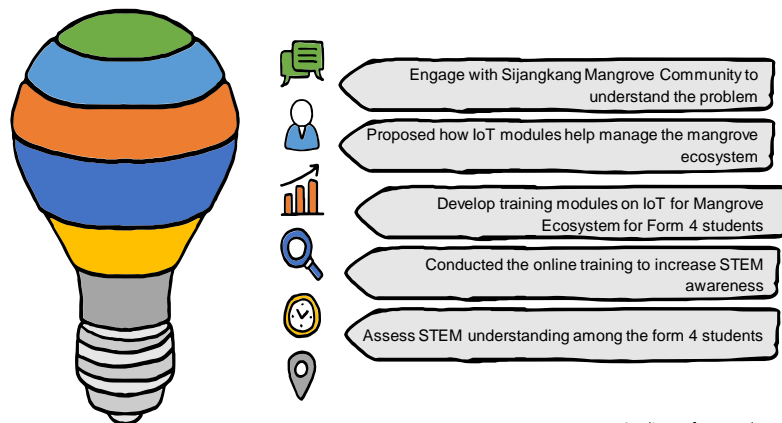 Engage with Sijangkang Mangrove Community to
understand the problem
Proposed how IoT modules help manage the mangrove
ecosystem
Develop training modules on IoT for Mangrove
Ecosystem for Form 4 students
Conducted the online training to increase STEM
awareness
Assess STEM understanding among the form 4 students